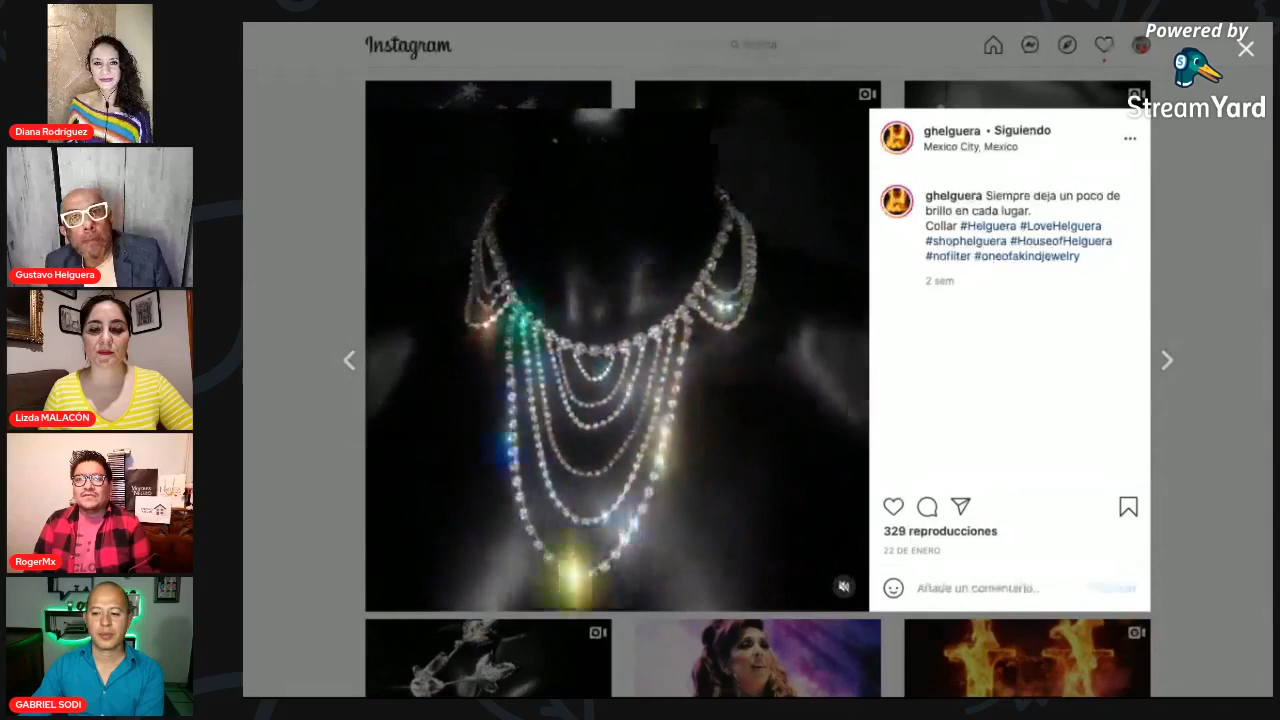 Diana Rodríguez
Gustavo Helguera
Lizda MALACÓN
RogerMx
GABRIEL SODI
Instagram
Powered by
StreamYard
ghelguera • Siguiendo
Mexico City, Mexico
ghelguera Siempre deja un poco de
brillo en cada lugar.
Collar #Helguera #LoveHelguera
#shophelguera #HouseofHelguera
#nofilter #oneofakindjewelry
2 sem
329 reproducciones
22 DE ENERO
Añade un comentario...